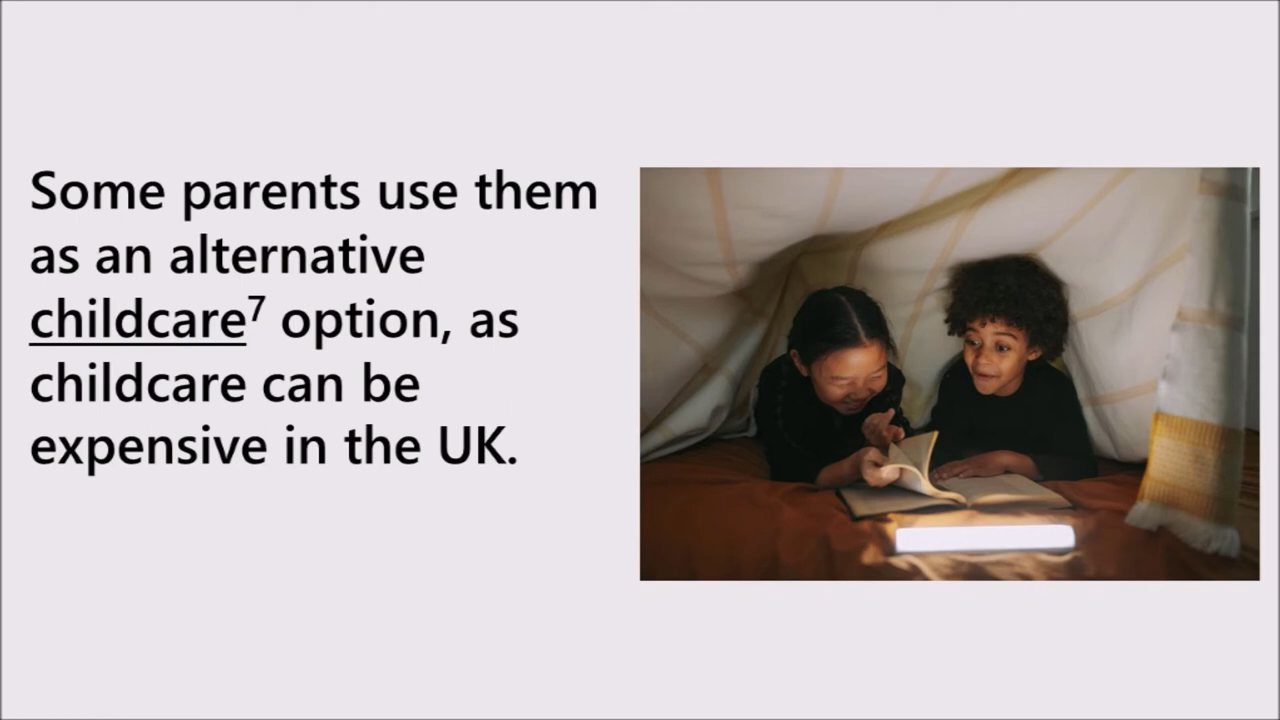 Some parents use them
as an alternative
childcare⁷ option, as
childcare can be
expensive in the UK.